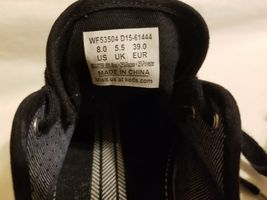 WF53504 D15-61444
8.0 5.5 39.0
US UK EUR
MADE IN CHINA
Visit us at keds.com